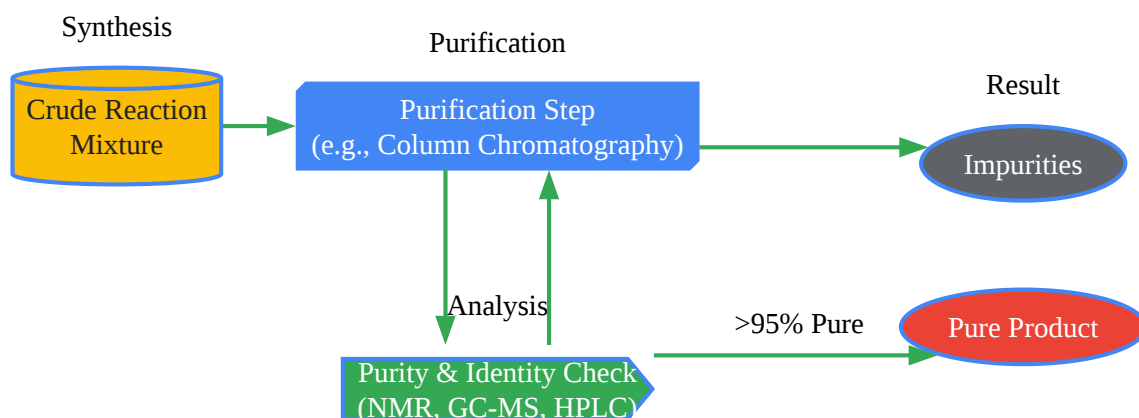 Synthesis
Purification
Crude Reaction
Mixture
Purification Step
(e.g., Column Chromatography)
Result
Impurities
Analysis
>95% Pure
Pure Product
Purity & Identity Check
(NMR, GC-MS, HPLC)